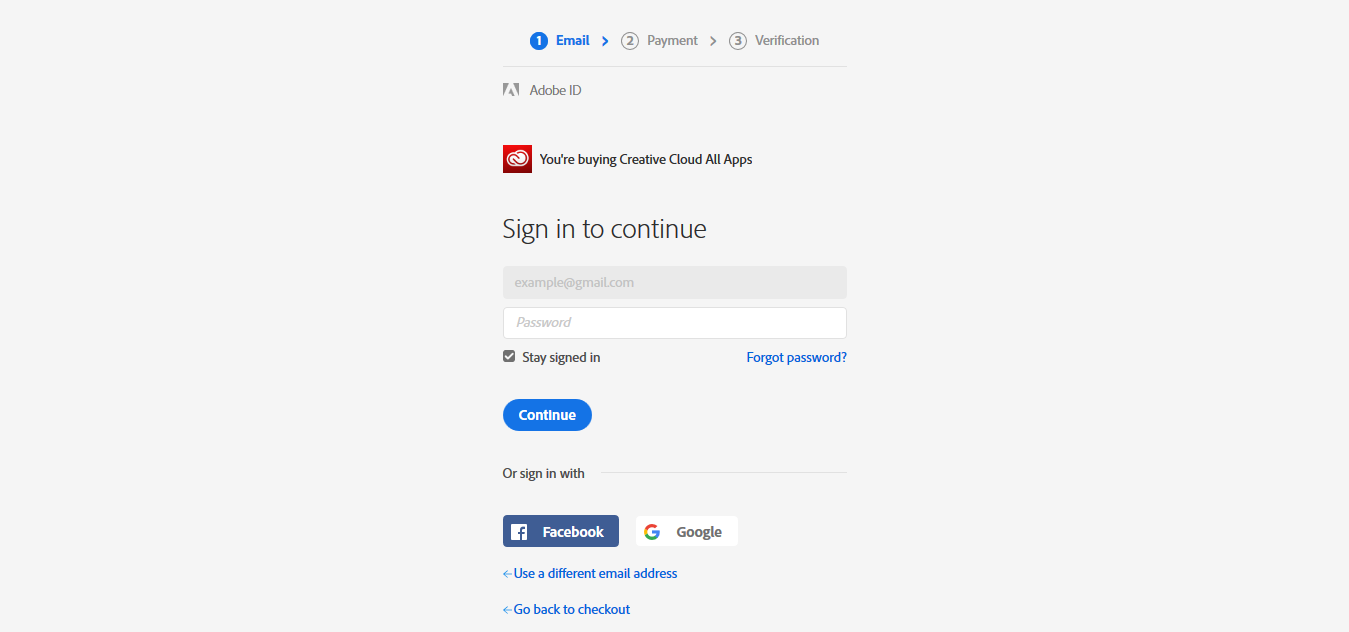 1 Email > 2 Payment > 3 Verification
Adobe ID
You're buying Creative Cloud All Apps
Sign in to continue
example@gmail.com
Password
Stay signed in Forgot password?
Continue
Or sign in with
Facebook Google
←Use a different email address
←Go back to checkout